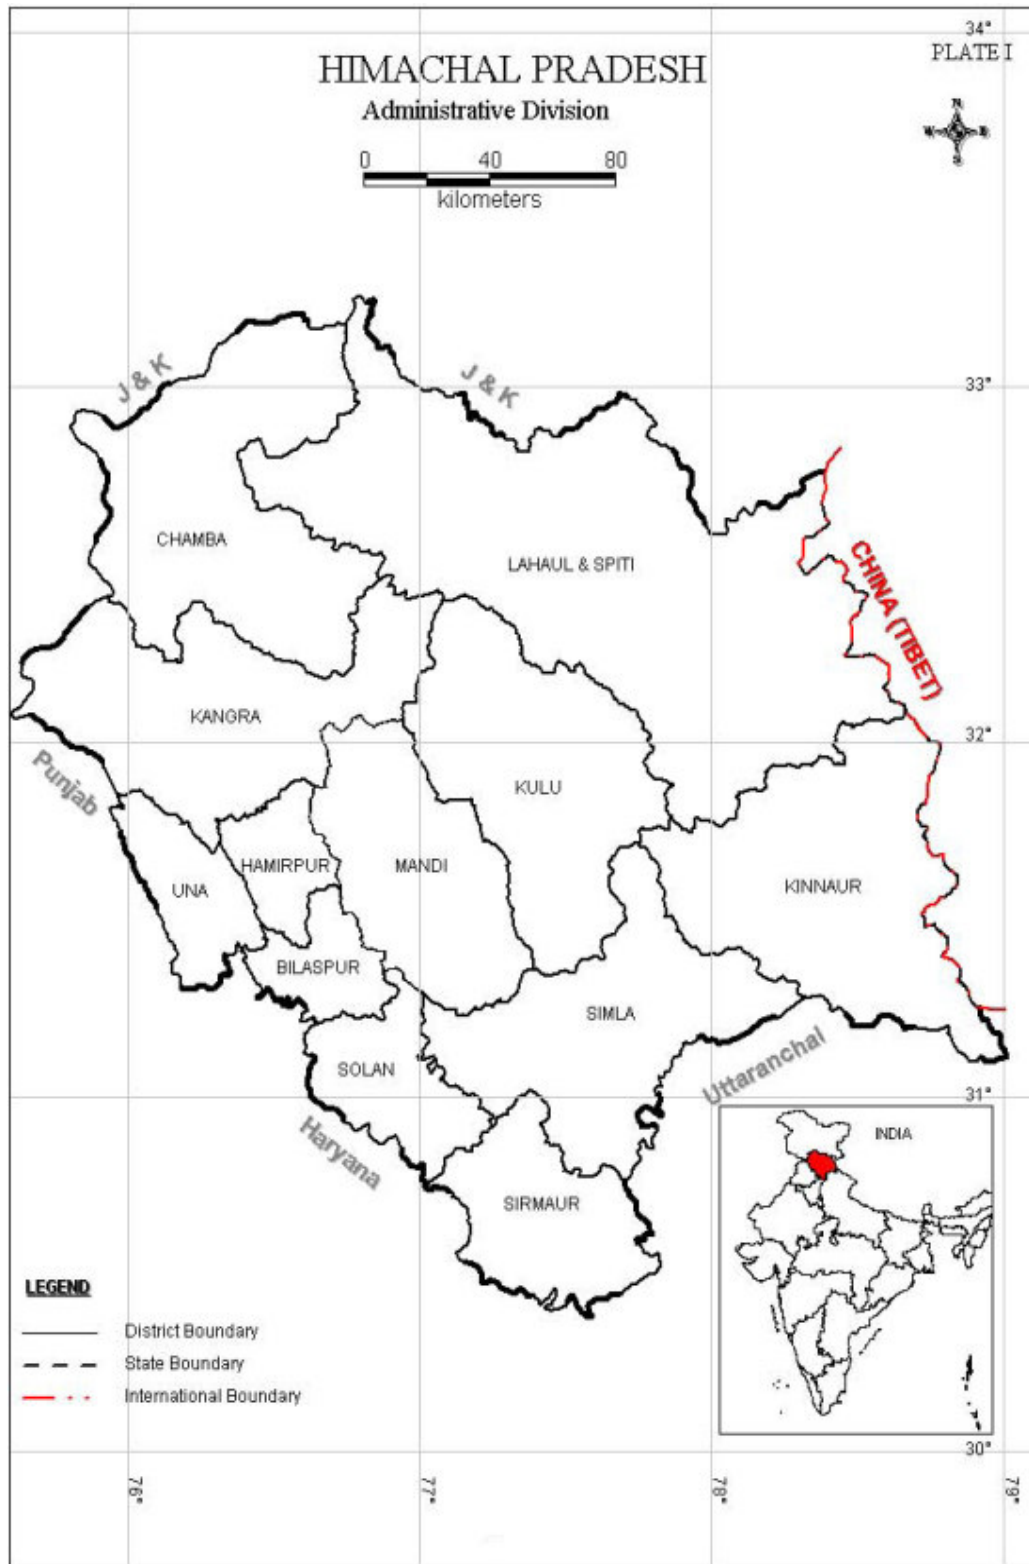 34°
PLATE I
HIMACHAL PRADESH
Administrative Division
N
W E
S
0 40 80
kilometers
J & K
J & K
33°
CHAMBA
LAHAUL & SPITI
CHINA (TIBET)
KANGRA
32°
Punjab
KULU
HAMIRPUR
MANDI
UNA
KINNAUR
BILASPUR
SIMLA
SOLAN
Uttaranchal
31°
Haryana
INDIA
SIRMAUR
LEGEND
District Boundary
State Boundary
International Boundary
30°
76° 77° 78° 79°